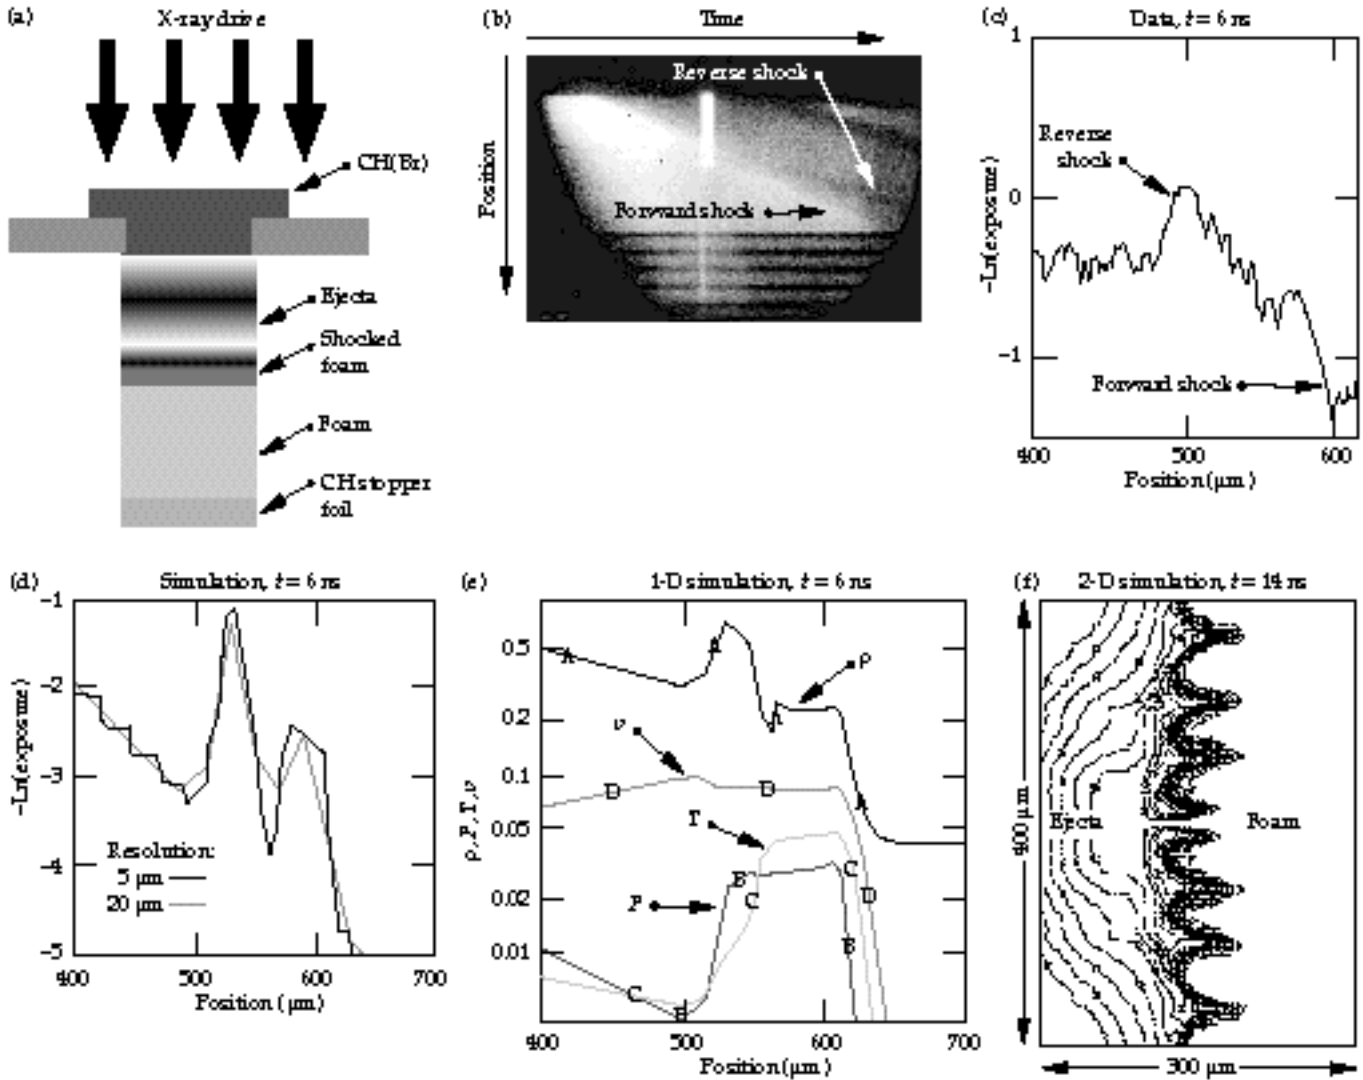 (a)
X-ray drive
CH(Br)
Ejecta
Shocked
foam
Foam
CH stopper
foil
(b)
Time
Position
Reverse shock
Forward shock
(c)
Data, t = 6 ns
1
0
−1
−Ln(exposure)
Reverse
shock
Forward shock
400
500
600
Position (μm)
(d)
Simulation, t = 6 ns
−1
−2
−3
−4
−5
−Ln(exposure)
Resolution:
5 μm
20 μm
400
500
600
700
Position (μm)
(e)
1-D simulation, t = 6 ns
0.5
0.2
0.1
0.05
0.02
0.01
ρ, P, T, v
A
A
A
A
ρ
v
D
D
D
T
C
C
C
P
B
B
B
400
500
600
700
Position (μm)
(f)
2-D simulation, t = 14 ns
400 μm
Ejecta
Foam
300 μm